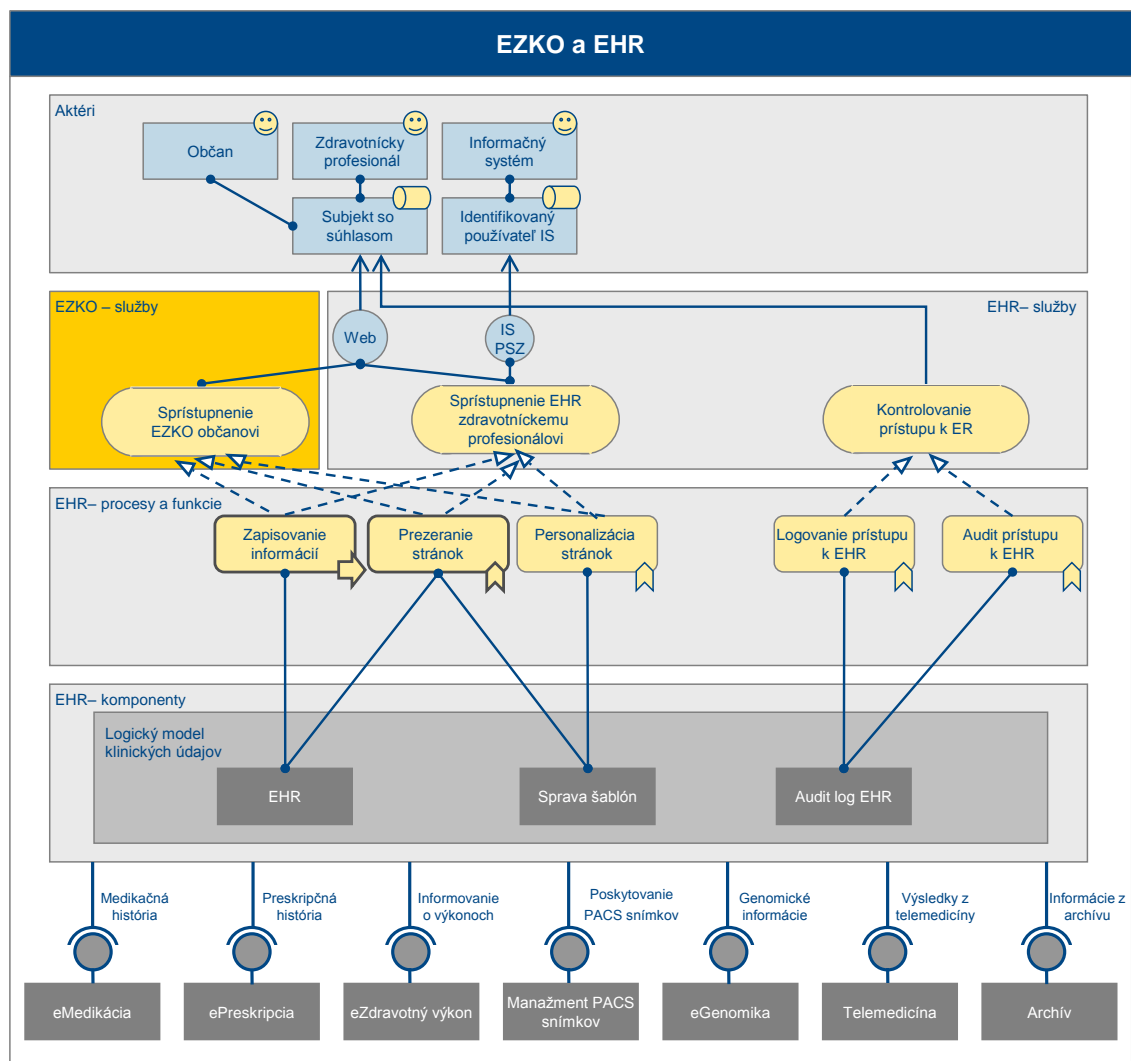 EZKO a EHR
Aktéri
Občan
Zdravotnícky
profesionál
Informačný
systém
Subjekt so
súhlasom
Identifikovaný
používateľ IS
EZKO – služby
EHR– služby
Web
IS
PSZ
Sprístupnenie
EZKO občanovi
Sprístupnenie EHR
zdravotníckemu
profesionálovi
Kontrolovanie
prístupu k ER
EHR– procesy a funkcie
Zapisovanie
informácií
Prezeranie
stránok
Personalizácia
stránok
Logovanie prístupu
k EHR
Audit prístupu
k EHR
EHR– komponenty
Logický model
klinických údajov
EHR
Sprava šablón
Audit log EHR
Medikačná
história
Preskripčná
história
Informovanie
o výkonoch
Poskytovanie
PACS snímkov
Genomické
informácie
Výsledky z
telemedicíny
Informácie z
archívu
eMedikácia
ePreskripcia
eZdravotný výkon
Manažment PACS
snímkov
eGenomika
Telemedicína
Archív